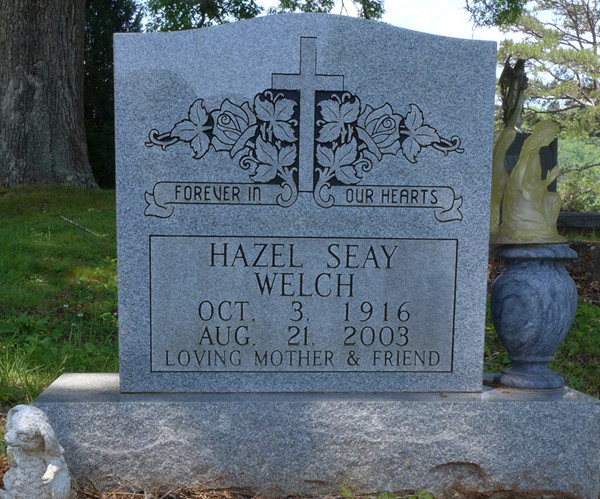 FOREVER IN OUR HEARTS
HAZEL SEAY
WELCH
OCT. 3, 1916
AUG. 21, 2003
LOVING MOTHER & FRIEND